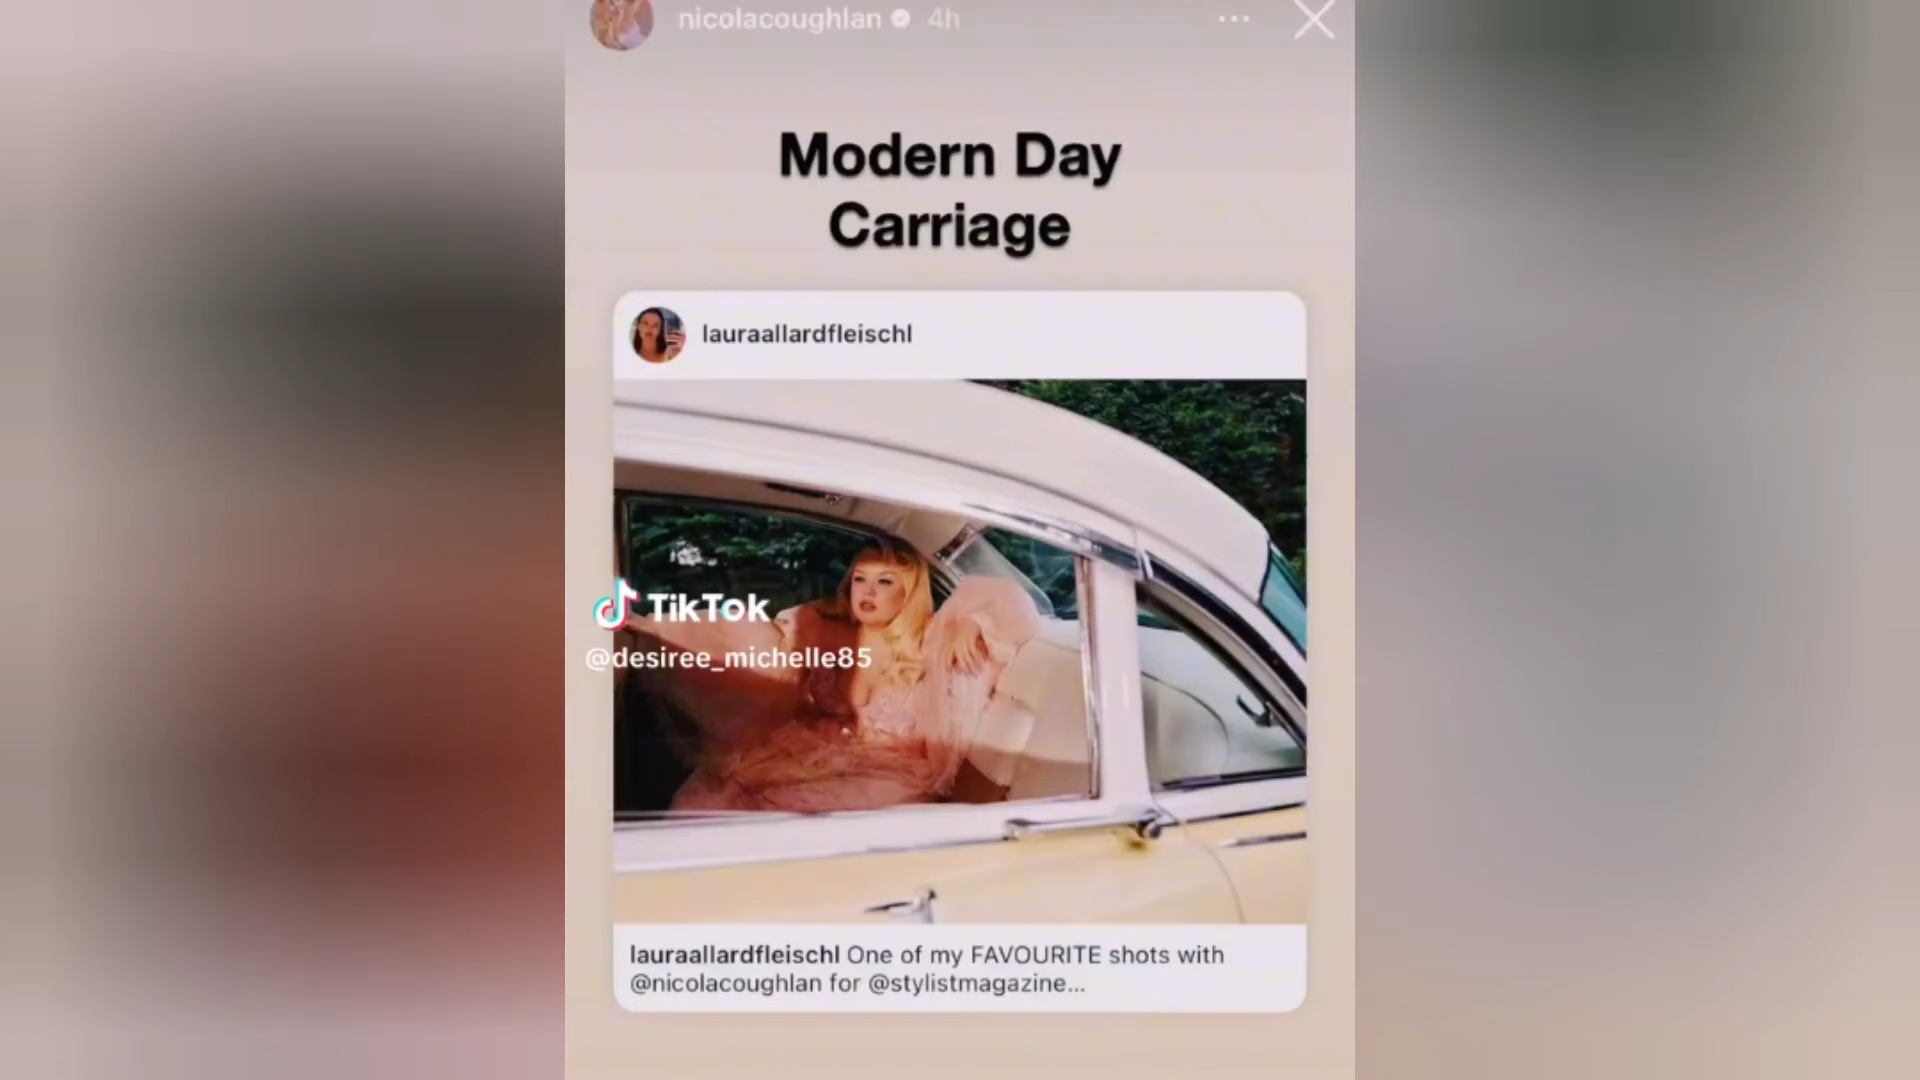 nicolacoughlan 4h
Modern Day
Carriage
lauraallardfleischl
TikTok
@desiree_michelle85
lauraallardfleischl One of my FAVOURITE shots with
@nicolacoughlan for @stylistmagazine...